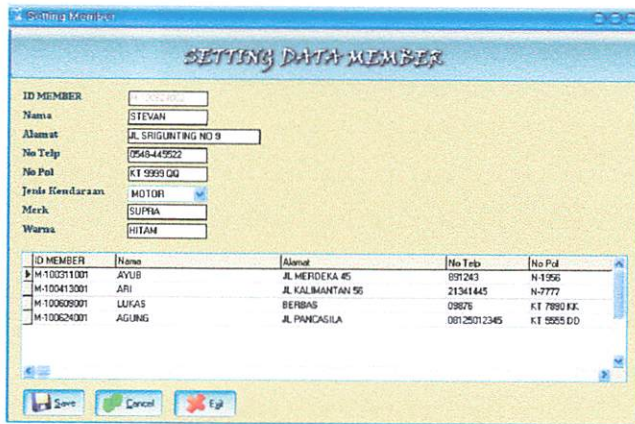 Setting Member
SETTING DATA MEMBER
ID MEMBER
Nama STEVAN
Alamat JL SRIGUNTING NO 9
No Telp 0548-445522
No Pol KT 9999 QQ
Jenis Kendaraan MOTOR
Merk SUPRA
Warna HITAM
ID MEMBER Nama Alamat No Telp No Pol
M-100311001 AYUB JL MERDEKA 45 891243 N-1956
M-100413001 ARI JL KALIMANTAN 56 21341445 N-7777
M-100609001 LUKAS BERBAS 09876 KT 7890 KK
M-100624001 AGUNG JL PANCASILA 08125012345 KT 5555 DD
Save Cancel Exit